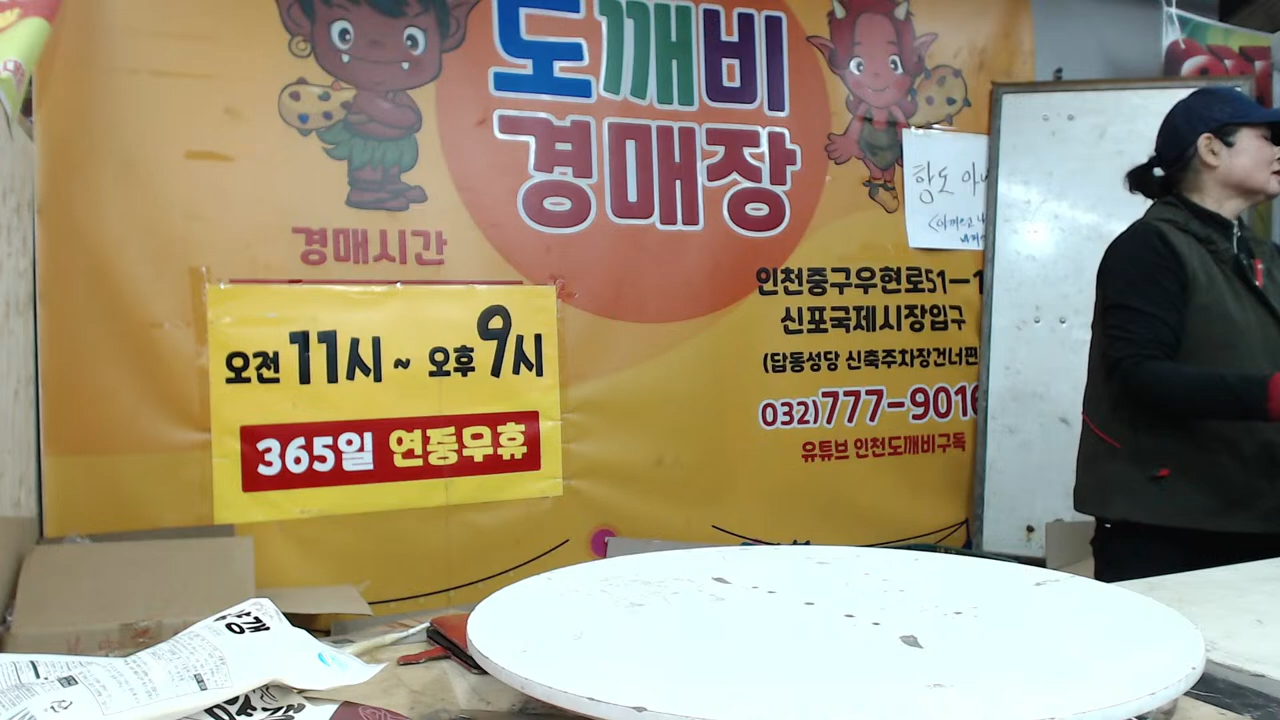 도깨비
경매장
경매시간
오전 11시 ~ 오후 9시
365일 연중무휴
항도
인천중구우현로51-1
신포국제시장입구
(답동성당 신축주차장건너편
032)777-9016
유튜브 인천도깨비구독